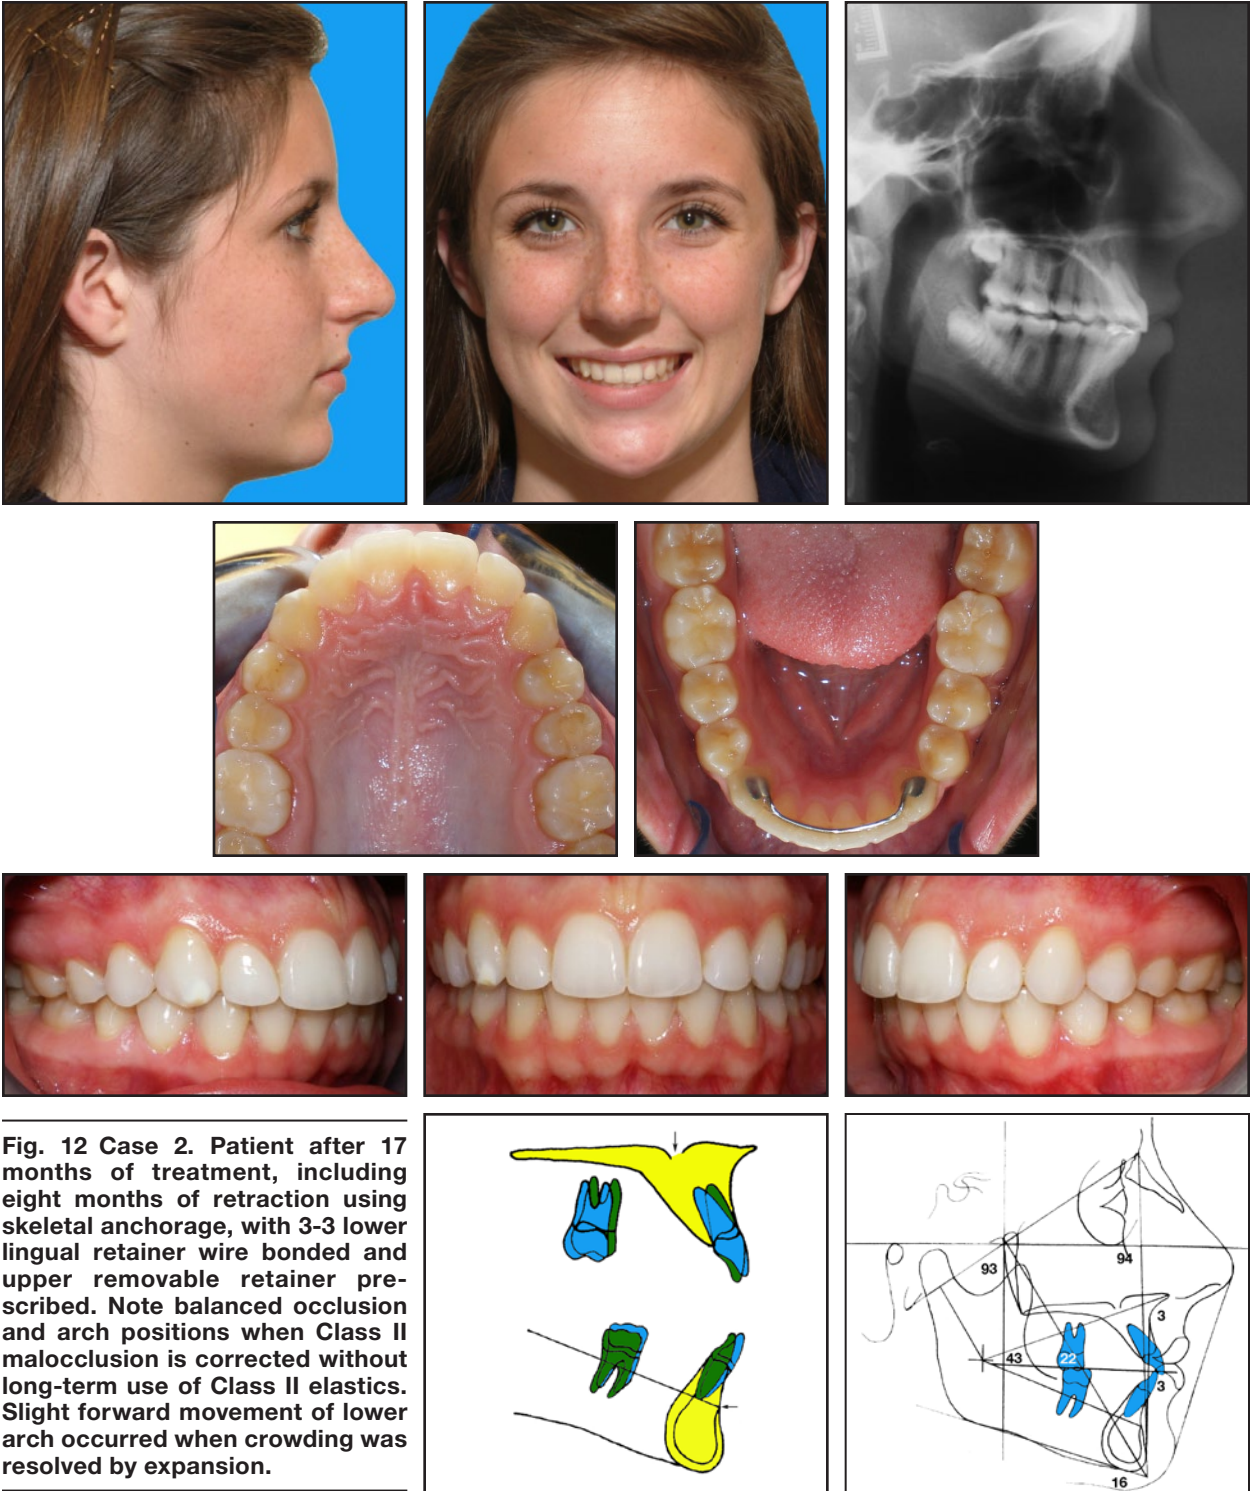 Fig. 12 Case 2. Patient after 17
months of treatment, including
eight months of retraction using
skeletal anchorage, with 3-3 lower
lingual retainer wire bonded and
upper removable retainer pre-
scribed. Note balanced occlusion
and arch positions when Class II
malocclusion is corrected without
long-term use of Class II elastics.
Slight forward movement of lower
arch occurred when crowding was
resolved by expansion.
93
94
3
43
22
3
16